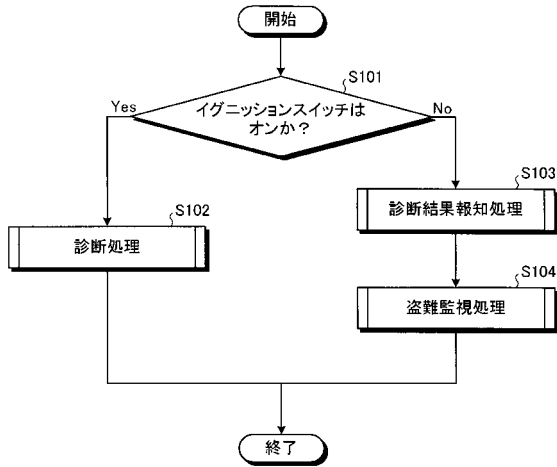 開始
S101
イグニッションスイッチは
オンか？
Yes
No
S103
診断結果報知処理
S102
診断処理
S104
盗難監視処理
終了